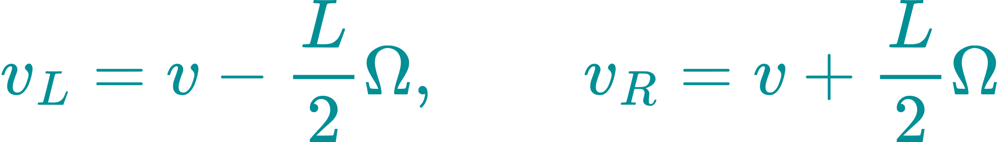 $v_L = v - \frac{L}{2}\Omega, \qquad v_R = v + \frac{L}{2}\Omega$